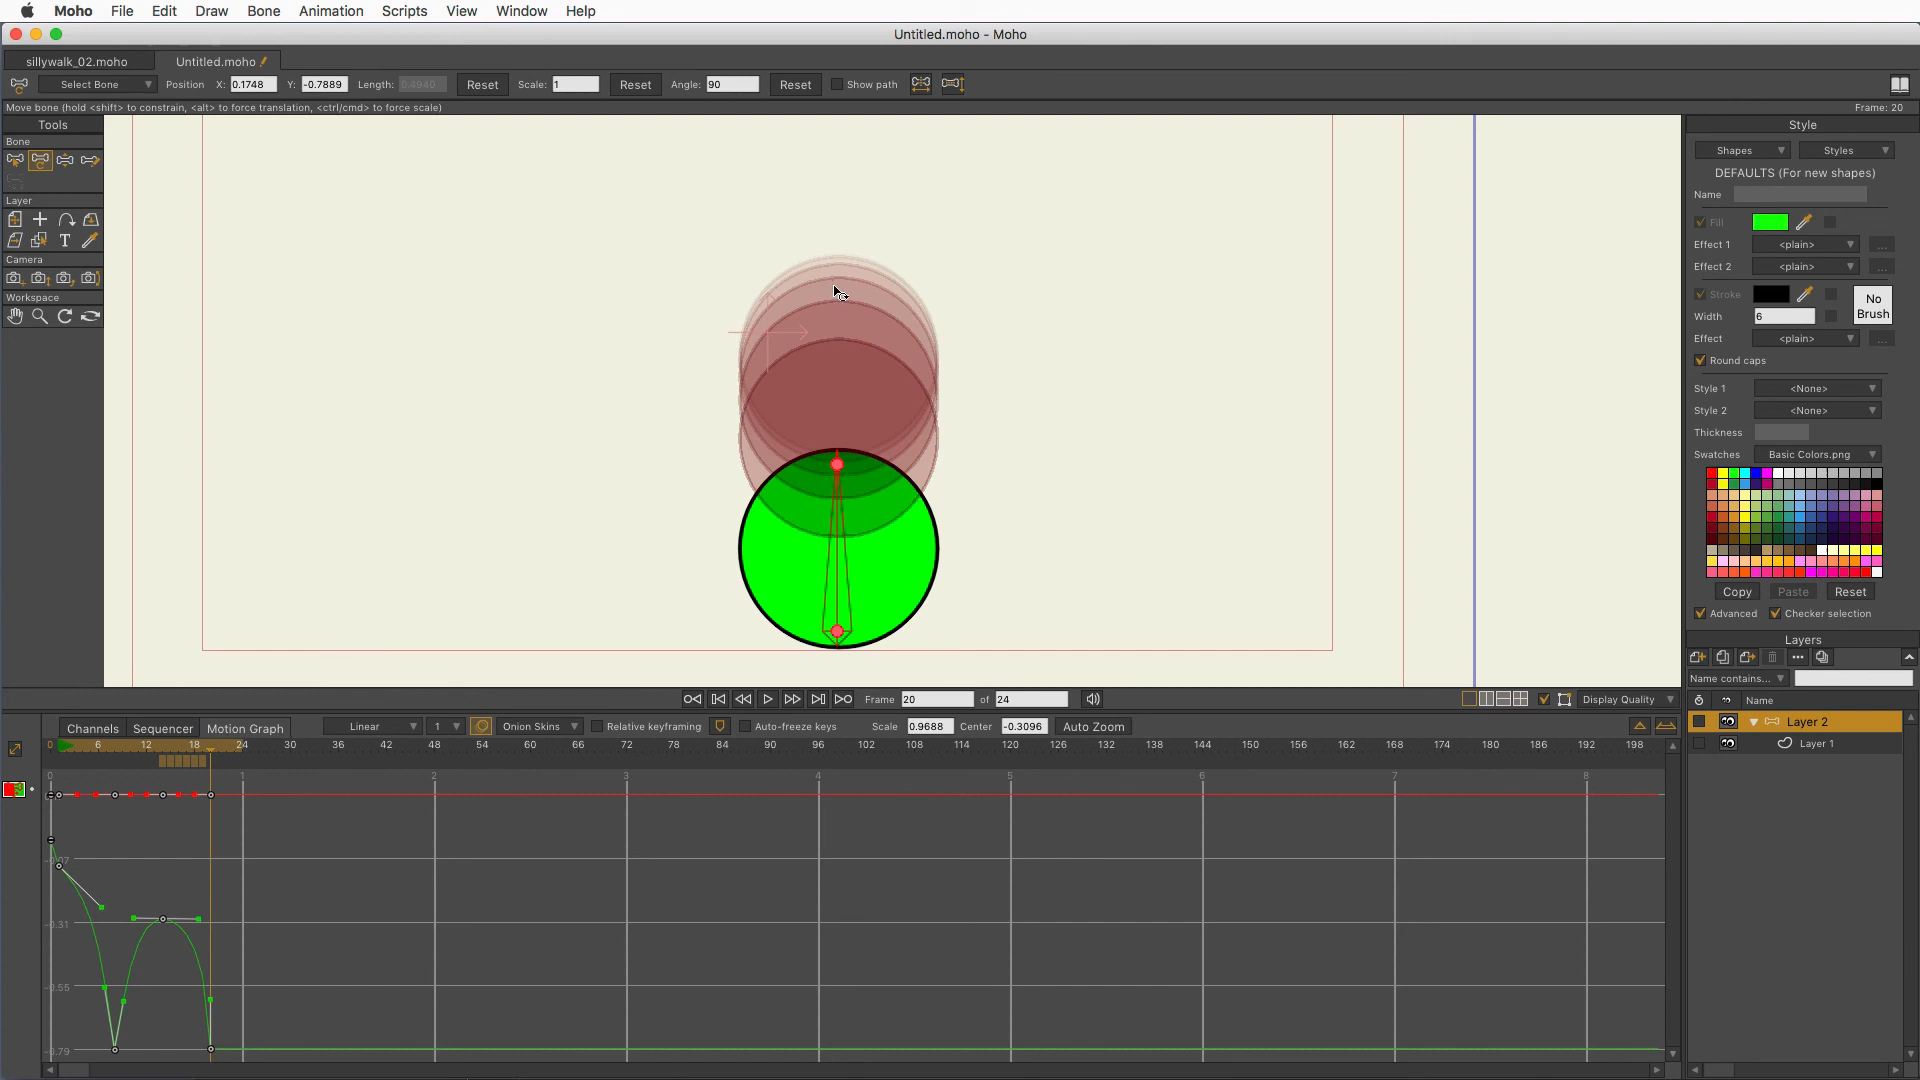 Moho File Edit Draw Bone Animation Scripts View Window Help
Untitled.moho - Moho
sillywalk_02.moho Untitled.moho
Select Bone Position X: 0.1748 Y: -0.7889 Length: 0.4940 Reset Scale: 1 Reset Angle: 90 Reset Show path
Move bone (hold <shift> to constrain, <alt> to force translation, <ctrl/cmd> to force scale) Frame: 20
Tools
Bone
Layer
T
Camera
Workspace
Style
Shapes Styles
DEFAULTS (For new shapes)
Name
Fill
Effect 1 <plain> ...
Effect 2 <plain> ...
Stroke
No
Brush
Width 6
Effect <plain> ...
Round caps
Style 1 <None>
Style 2 <None>
Thickness
Swatches Basic Colors.png
Copy Paste Reset
Advanced Checker selection
Layers
Name contains...
Name
Layer 2
Layer 1
Frame 20 of 24 Display Quality
Channels Sequencer Motion Graph Linear 1 Onion Skins Relative keyframing Auto-freeze keys Scale 0.9688 Center -0.3096 Auto Zoom
0 6 12 18 24 30 36 42 48 54 60 66 72 78 84 90 96 102 108 114 120 126 132 138 144 150 156 162 168 174 180 186 192 198
0 1 2 3 4 5 6 7 8
-0.07
-0.31
-0.55
-0.79